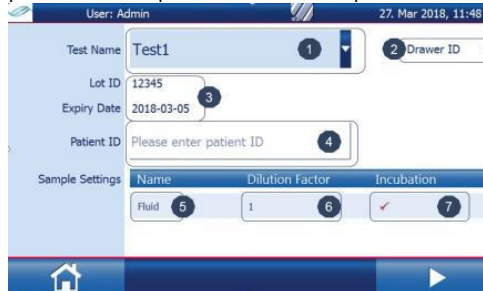 User: Admin 27. Mar 2018, 11:48
Test Name Test1 1 2 Drawer ID
Lot ID 12345
3
Expiry Date 2018-03-05
Patient ID Please enter patient ID 4
Sample Settings Name Dilution Factor Incubation
Fluid 5 1 6 7